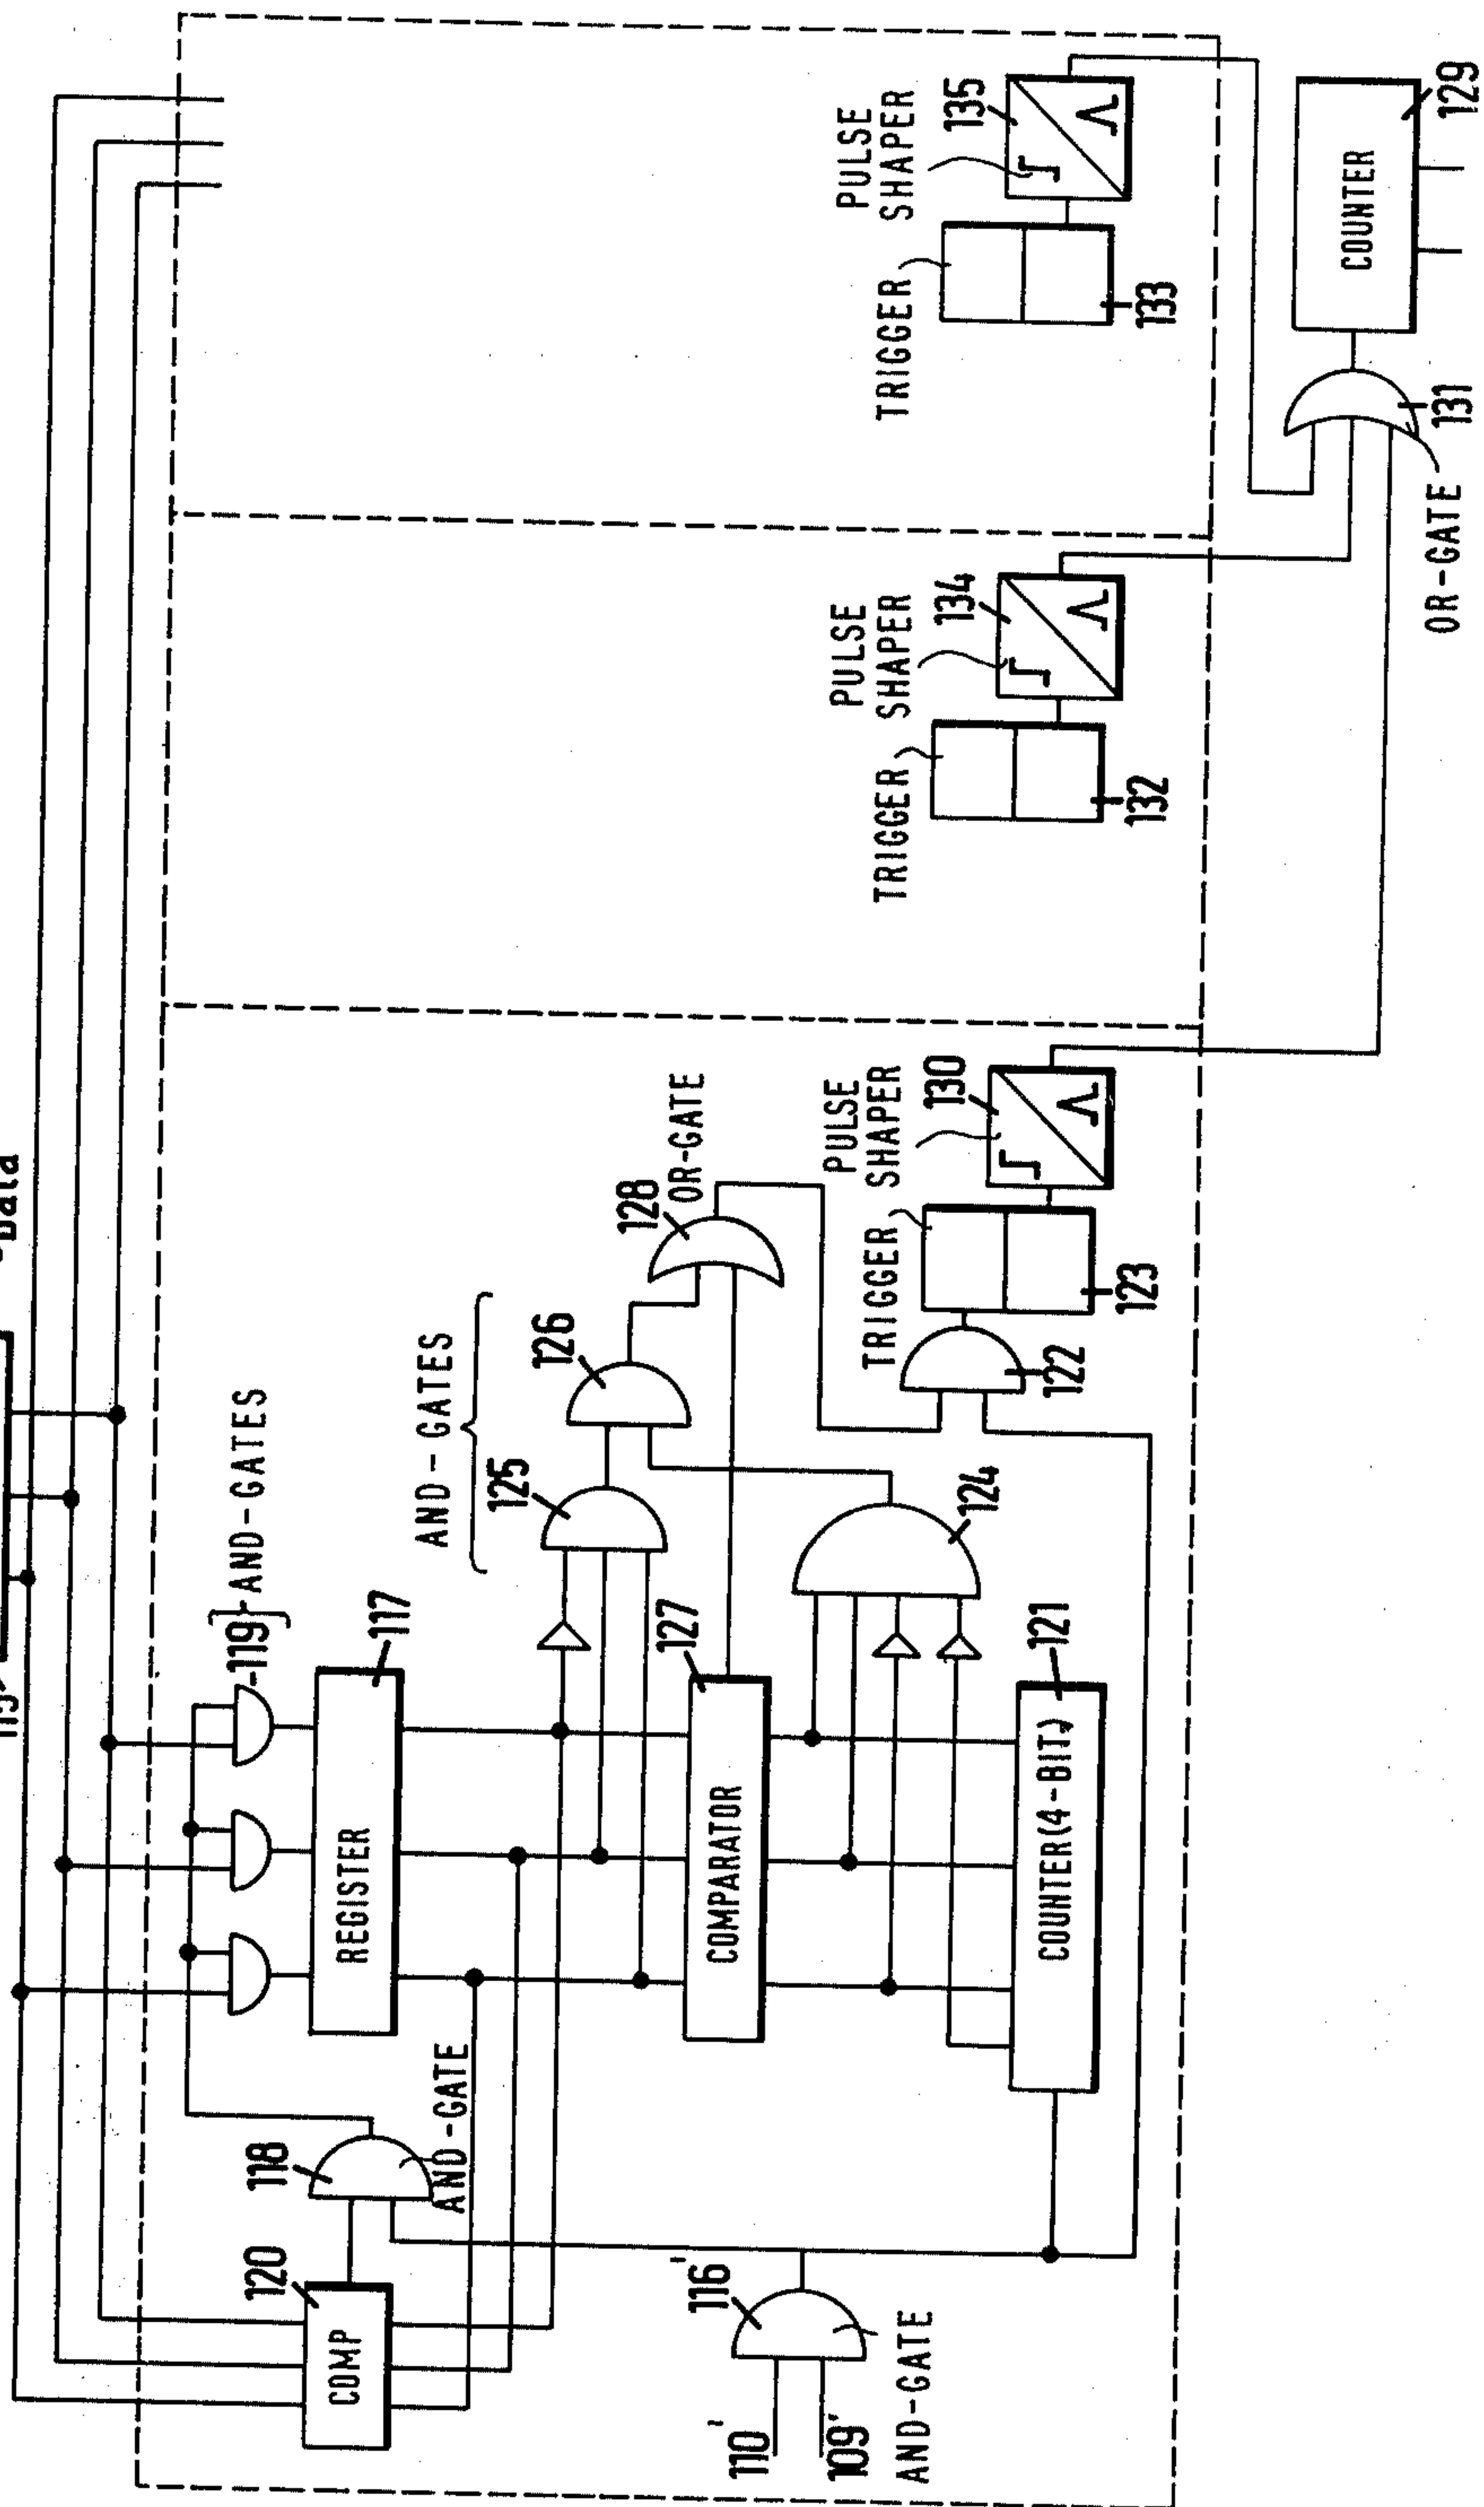 Data
115
119
AND-GATES
117
REGISTER
118
AND-GATE
120
COMP
110'
109'
116'
AND-GATE
AND-GATES
125
126
128
OR-GATE
127
COMPARATOR
124
121
COUNTER(4-BIT)
122
TRIGGER
123
PULSE
SHAPER
130
TRIGGER
132
PULSE
SHAPER
134
TRIGGER
133
PULSE
SHAPER
135
OR-GATE
131
COUNTER
129